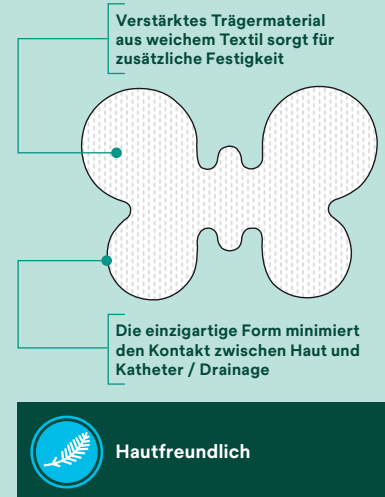 Verstärktes Trägermaterial
aus weichem Textil sorgt für
zusätzliche Festigkeit
Die einzigartige Form minimiert
den Kontakt zwischen Haut und
Katheter / Drainage
Hautfreundlich